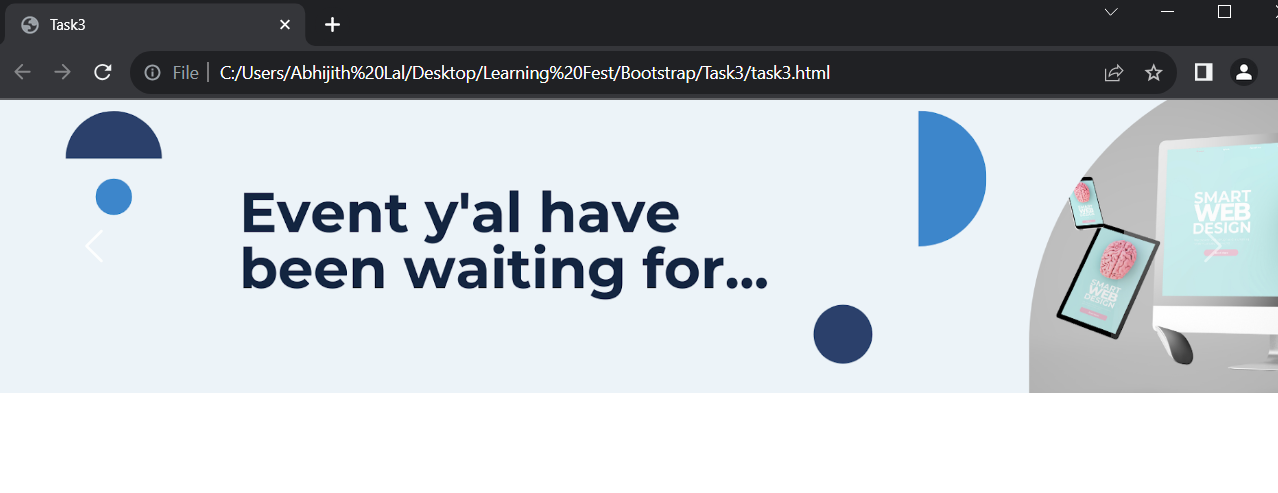 Task3
File
C:/Users/Abhijith%20Lal/Desktop/Learning%20Fest/Bootstrap/Task3/task3.html
Event y'al have
been waiting for...
SMART
WEB
DESIGN
SMART
WEB
DESIGN